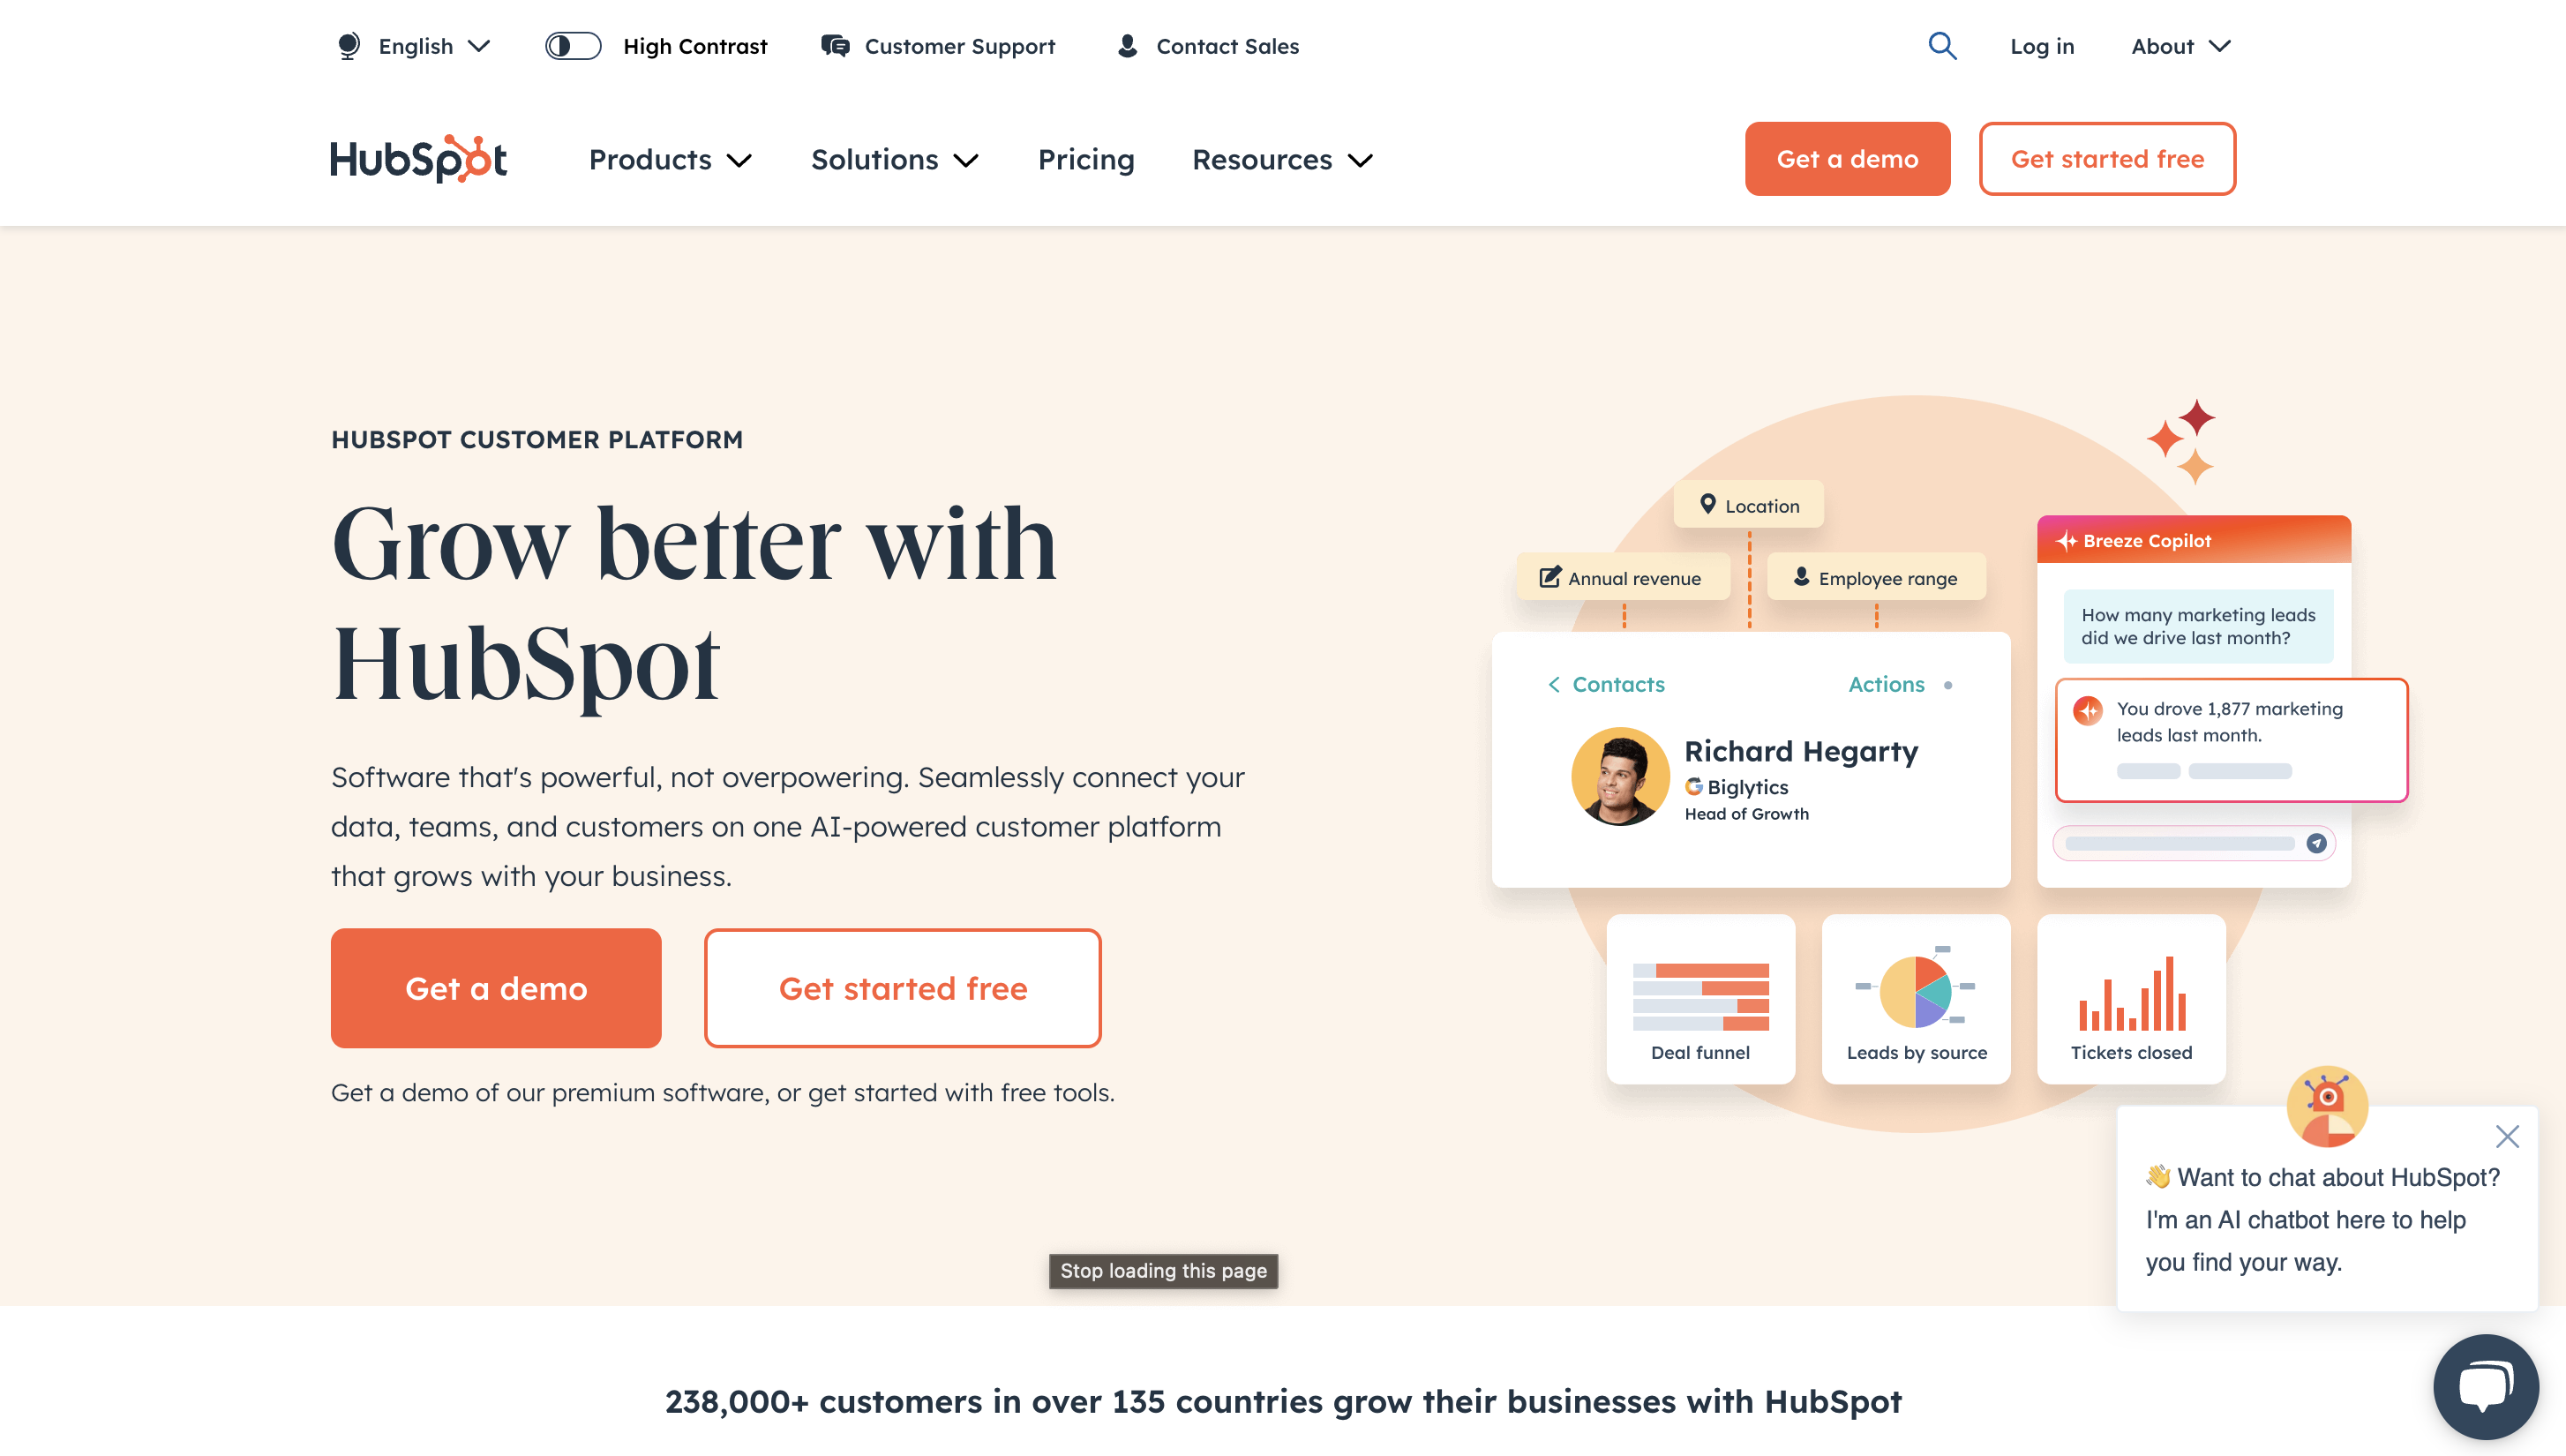 English
High Contrast
Customer Support
Contact Sales
Log in
About
HubSpot
Products
Solutions
Pricing
Resources
Get a demo
Get started free
HUBSPOT CUSTOMER PLATFORM
Grow better with
HubSpot
Software that's powerful, not overpowering. Seamlessly connect your
data, teams, and customers on one AI-powered customer platform
that grows with your business.
Get a demo
Get started free
Get a demo of our premium software, or get started with free tools.
Location
Annual revenue
Employee range
Contacts
Actions
Richard Hegarty
Biglytics
Head of Growth
Breeze Copilot
How many marketing leads
did we drive last month?
You drove 1,877 marketing
leads last month.
Deal funnel
Leads by source
Tickets closed
👋 Want to chat about HubSpot?
I'm an AI chatbot here to help
you find your way.
Stop loading this page
238,000+ customers in over 135 countries grow their businesses with HubSpot